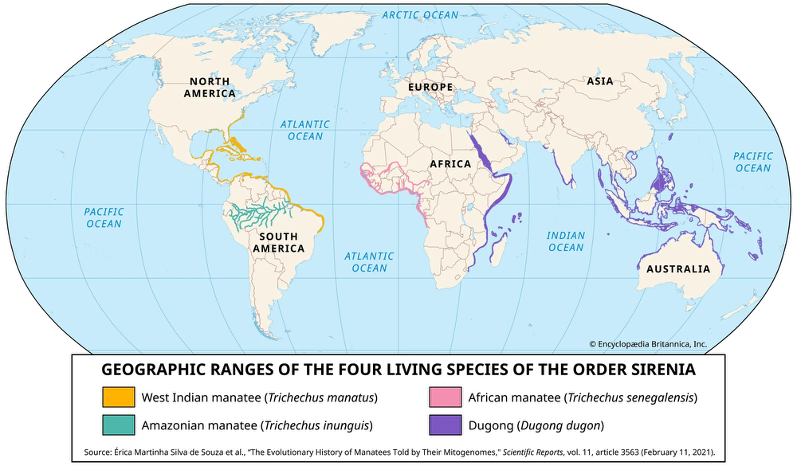 ARCTIC OCEAN
NORTH
AMERICA
EUROPE
ASIA
ATLANTIC
OCEAN
AFRICA
PACIFIC
OCEAN
PACIFIC
OCEAN
SOUTH
AMERICA
ATLANTIC
OCEAN
INDIAN
OCEAN
AUSTRALIA
© Encyclopædia Britannica, Inc.
GEOGRAPHIC RANGES OF THE FOUR LIVING SPECIES OF THE ORDER SIRENIA
West Indian manatee (Trichechus manatus)
African manatee (Trichechus senegalensis)
Amazonian manatee (Trichechus inunguis)
Dugong (Dugong dugon)
Source: Érica Martinha Silva de Souza et al., “The Evolutionary History of Manatees Told by Their Mitogenomes,” Scientific Reports, vol. 11, article 3563 (February 11, 2021).